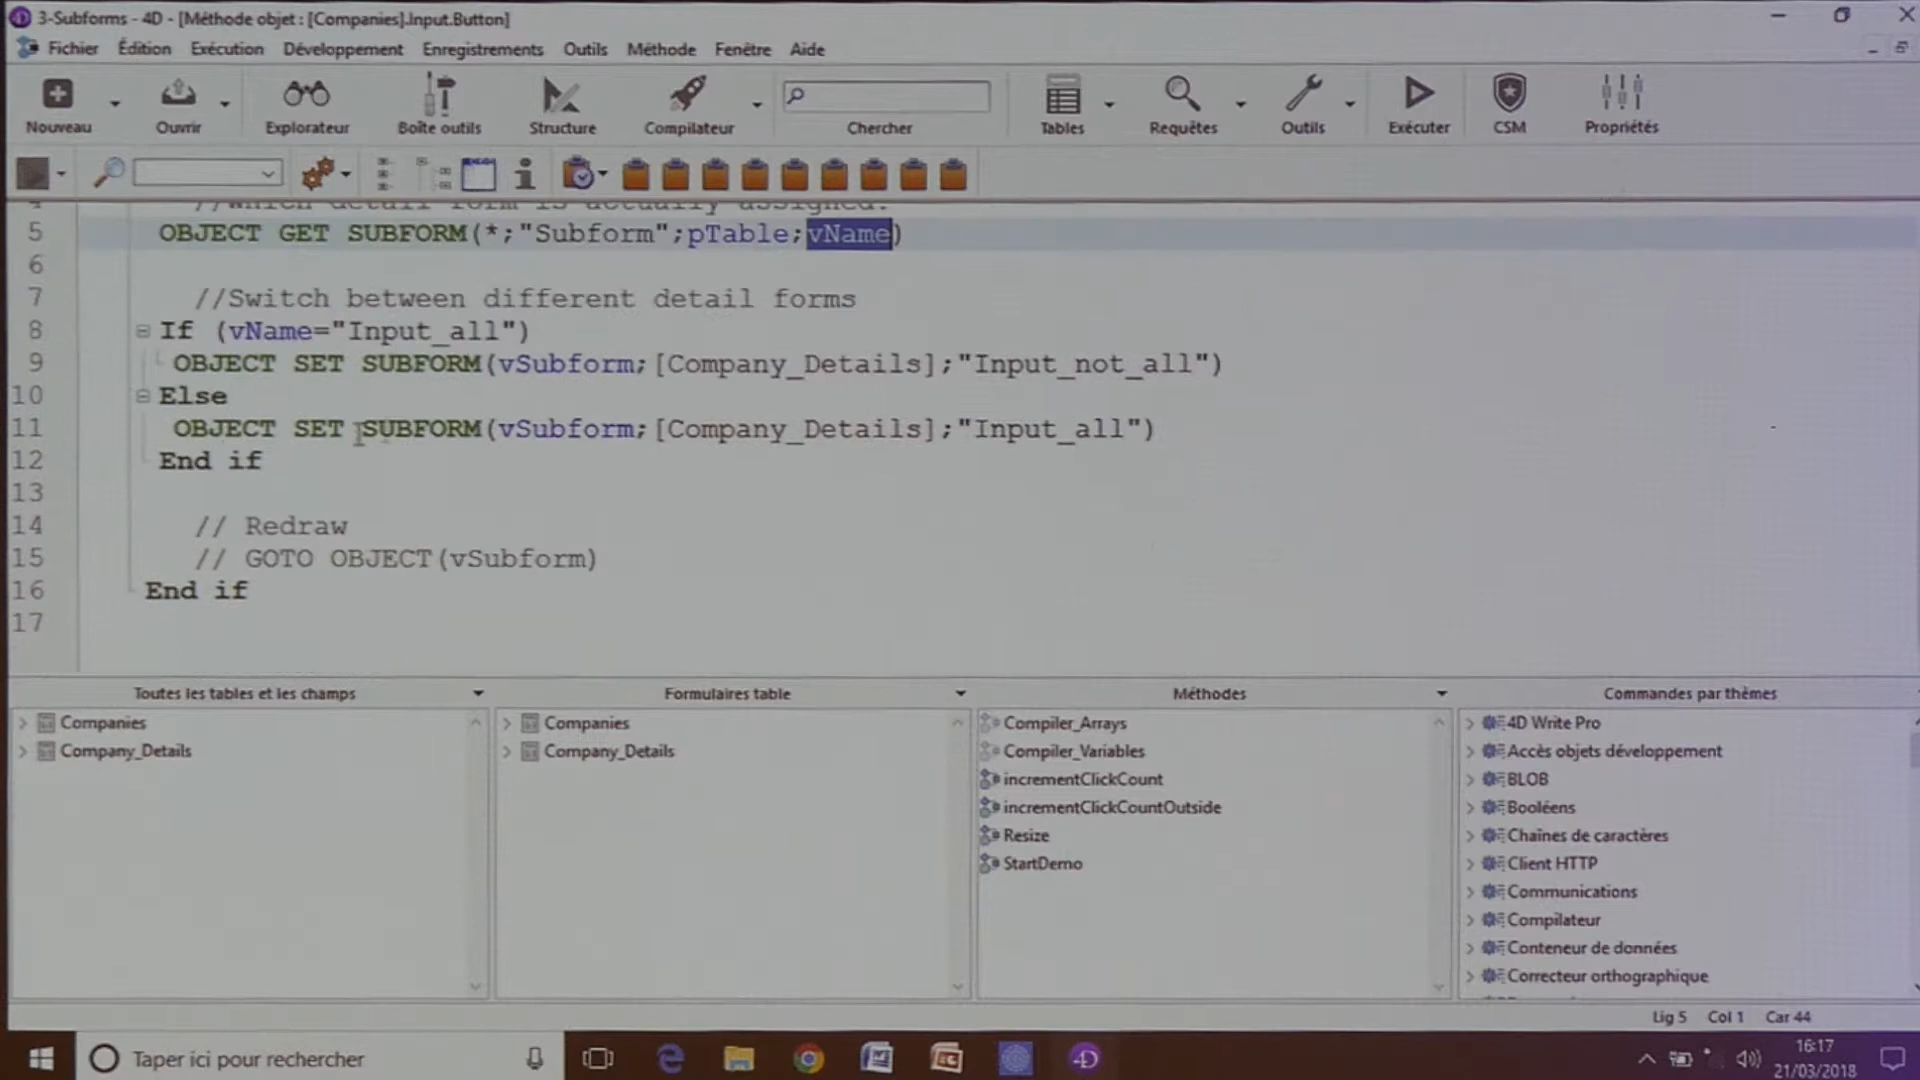 3-Subforms - 4D - [Méthode objet : [Companies].Input.Button]
Fichier Édition Exécution Développement Enregistrements Outils Méthode Fenêtre Aide
Nouveau Ouvrir Explorateur Boîte outils Structure Compilateur Chercher Tables Requêtes Outils Exécuter CSM Propriétés
4 //Which detail form is actually assigned.
5 OBJECT GET SUBFORM(*;"Subform";pTable;vName)
6
7 //Switch between different detail forms
8 If (vName="Input_all")
9 OBJECT SET SUBFORM(vSubform;[Company_Details];"Input_not_all")
10 Else
11 OBJECT SET SUBFORM(vSubform;[Company_Details];"Input_all")
12 End if
13
14 // Redraw
15 // GOTO OBJECT(vSubform)
16 End if
17
Toutes les tables et les champs
Companies
Company_Details
Formulaires table
Companies
Company_Details
Méthodes
Compiler_Arrays
Compiler_Variables
incrementClickCount
incrementClickCountOutside
Resize
StartDemo
Commandes par thèmes
4D Write Pro
Accès objets développement
BLOB
Booléens
Chaînes de caractères
Client HTTP
Communications
Compilateur
Conteneur de données
Correcteur orthographique
Lig 5 Col 1 Car 44
Taper ici pour rechercher
16:17
21/03/2018